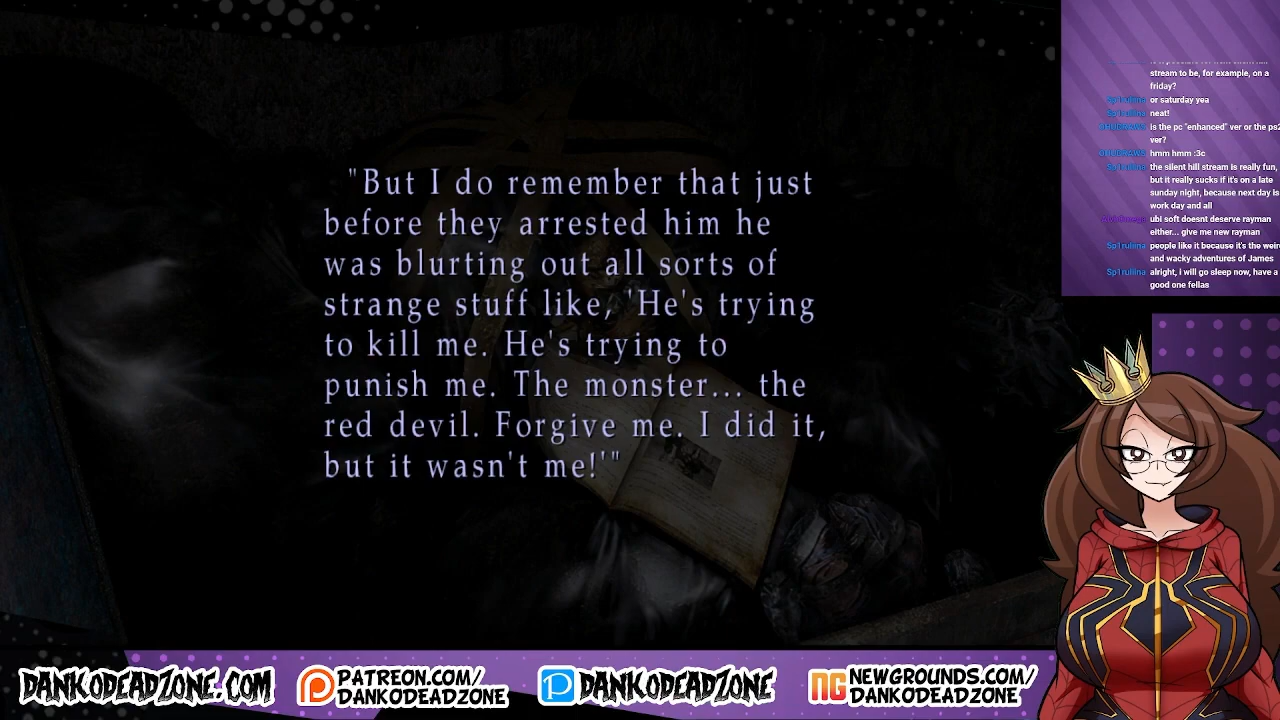 "But I do remember that just
before they arrested him he
was blurting out all sorts of
strange stuff like, 'He's trying
to kill me. He's trying to
punish me. The monster... the
red devil. Forgive me. I did it,
but it wasn't me!'"
stream to be, for example, on a
friday?
Sp1rulina or saturday yea
Sp1rulina neat!
is the pc "enhanced" ver or the ps2
ver?
hmm hmm :3c
Sp1rulina the silent hill stream is really fun,
but it really sucks if it's on a late
sunday night, because next day is
work day and all
ubi soft doesnt deserve rayman
either... give me new rayman
Sp1rulina people like it because it's the weird
and wacky adventures of James
Sp1rulina alright, i will go sleep now, have a
good one fellas
DANKODEADZONE.COM
PATREON.COM/
DANKODEADZONE
DANKODEADZONE
NG NEWGROUNDS.COM/
DANKODEADZONE